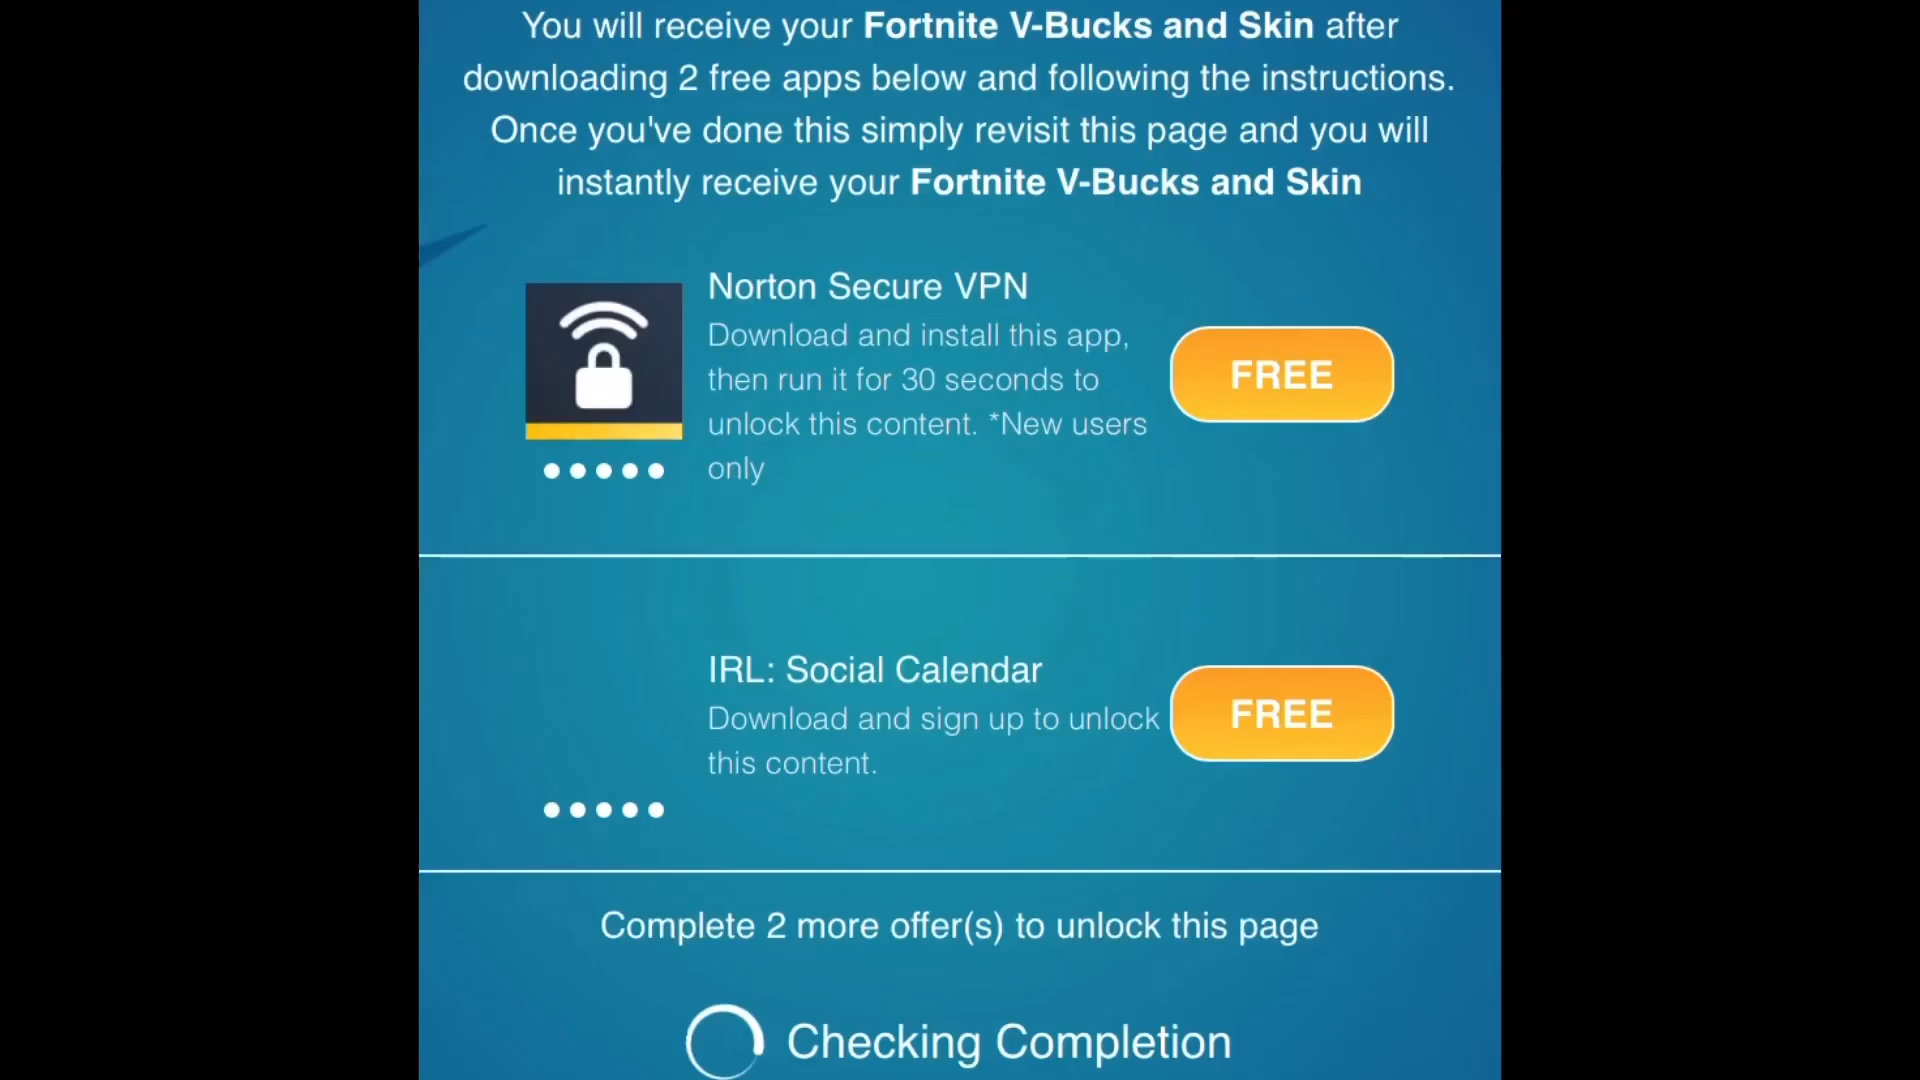 You will receive your Fortnite V-Bucks and Skin after
downloading 2 free apps below and following the instructions.
Once you've done this simply revisit this page and you will
instantly receive your Fortnite V-Bucks and Skin
Norton Secure VPN
Download and install this app,
then run it for 30 seconds to
unlock this content. *New users
only
FREE
IRL: Social Calendar
Download and sign up to unlock
this content.
FREE
Complete 2 more offer(s) to unlock this page
Checking Completion